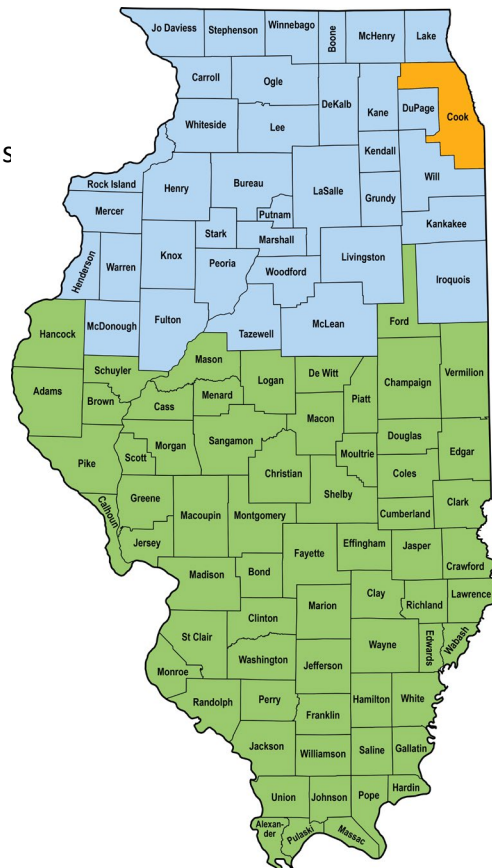 Jo Daviess
Stephenson
Winnebago
Boone
McHenry
Lake
Carroll
Ogle
DeKalb
Kane
DuPage
Cook
Whiteside
Lee
Kendall
Will
Rock Island
Henry
Bureau
LaSalle
Grundy
Mercer
Putnam
Kankakee
Stark
Marshall
Henderson
Warren
Knox
Peoria
Woodford
Livingston
Iroquois
McDonough
Fulton
Tazewell
McLean
Ford
Hancock
Schuyler
Mason
Logan
De Witt
Champaign
Vermilion
Adams
Brown
Cass
Menard
Macon
Piatt
Pike
Scott
Morgan
Sangamon
Christian
Moultrie
Douglas
Edgar
Coles
Shelby
Calhoun
Greene
Macoupin
Montgomery
Cumberland
Clark
Jersey
Fayette
Effingham
Jasper
Crawford
Madison
Bond
Clay
Richland
Lawrence
Marion
Clinton
St Clair
Wayne
Edwards
Wabash
Washington
Jefferson
Monroe
Randolph
Perry
Hamilton
White
Franklin
Jackson
Williamson
Saline
Gallatin
Union
Johnson
Pope
Hardin
Alexan-
der
Pulaski
Massac